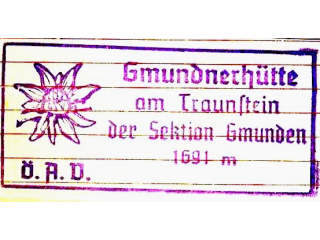 Gmundnerhütte
am Traunstein
der Sektion Gmunden
1691 m
Ö.A.V.